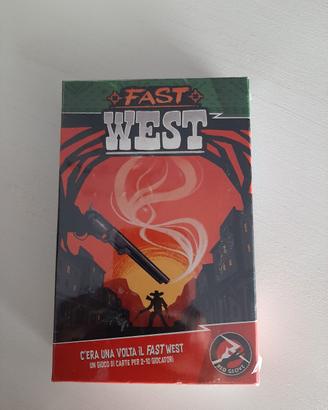 FAST
WEST
C'ERA UNA VOLTA IL FAST WEST
UN GIOCO DI CARTE PER 2-10 GIOCATORI
RED GLOVE